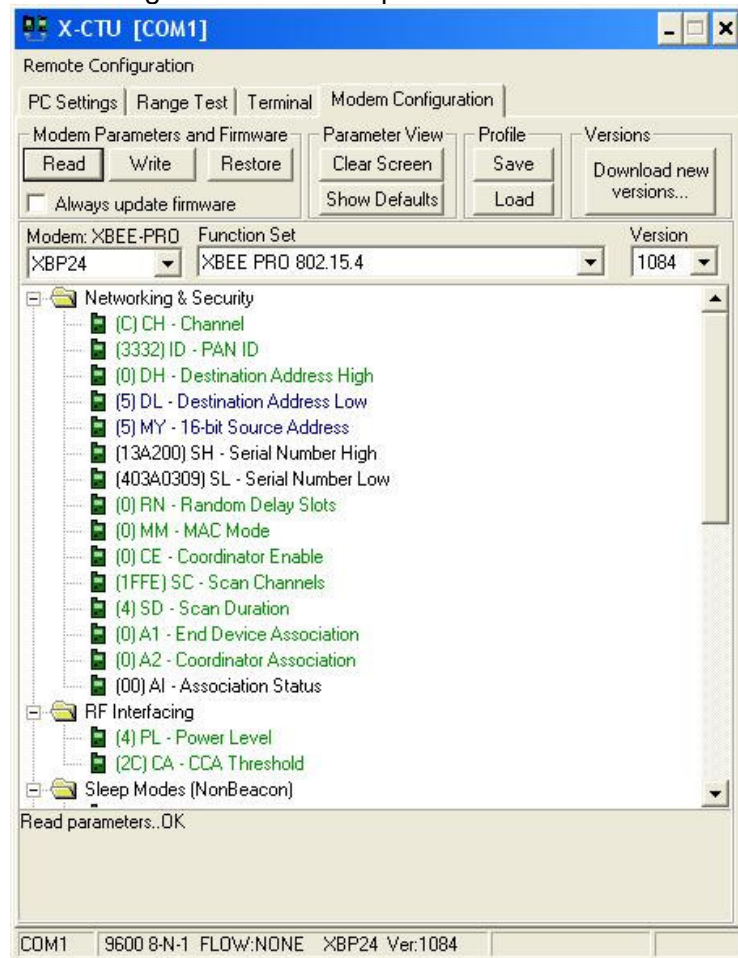 X-CTU [COM1]
Remote Configuration
PC Settings Range Test Terminal Modem Configuration
Modem Parameters and Firmware Parameter View Profile Versions
Read Write Restore Clear Screen Save Download new versions...
Always update firmware Show Defaults Load
Modem: XBEE-PRO Function Set Version
XBP24 XBEE PRO 802.15.4 1084
Networking & Security
(C) CH - Channel
(3332) ID - PAN ID
(0) DH - Destination Address High
(5) DL - Destination Address Low
(5) MY - 16-bit Source Address
(13A200) SH - Serial Number High
(403A0309) SL - Serial Number Low
(0) RN - Random Delay Slots
(0) MM - MAC Mode
(0) CE - Coordinator Enable
(1FFE) SC - Scan Channels
(4) SD - Scan Duration
(0) A1 - End Device Association
(0) A2 - Coordinator Association
(00) AI - Association Status
RF Interfacing
(4) PL - Power Level
(2C) CA - CCA Threshold
Sleep Modes (NonBeacon)
Read parameters..OK
COM1 9600 8-N-1 FLOW:NONE XBP24 Ver:1084